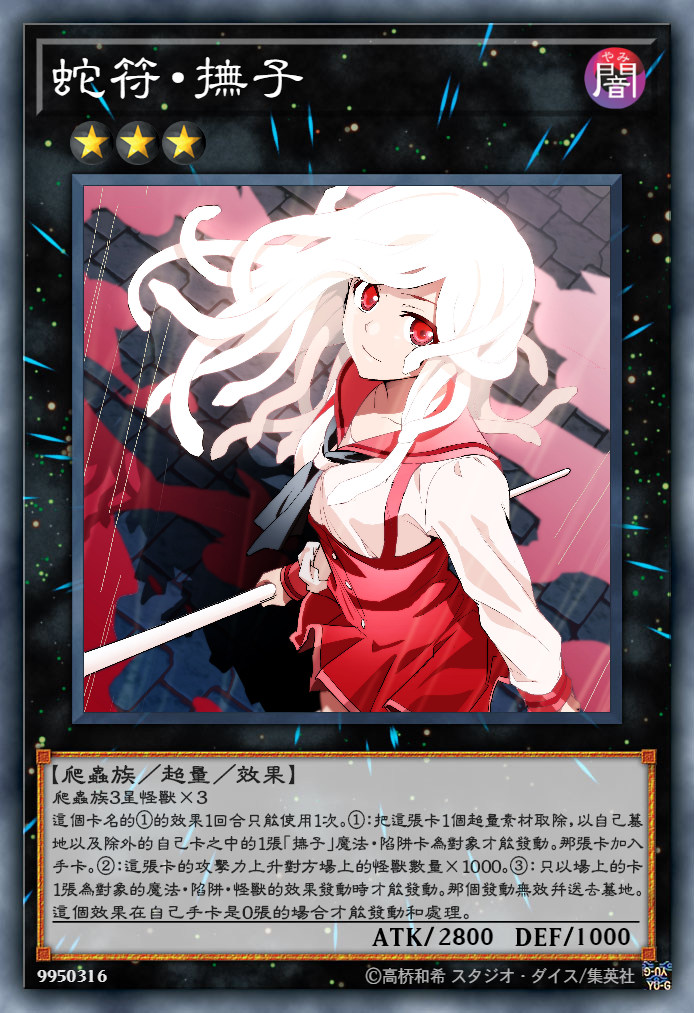 蛇符・撫子
やみ
闇
【爬蟲族／超量／效果】
爬蟲族3星怪獸×3
這個卡名的①的效果1回合只能使用1次。①：把這張卡1個超量素材取除，以自己墓
地以及除外的自己卡之中的1張「撫子」魔法・陷阱卡為對象才能發動。那張卡加入
手卡。②：這張卡的攻擊力上升對方場上的怪獸數量×1000。③：只以場上的卡
1張為對象的魔法・陷阱・怪獸的效果發動時才能發動。那個發動無效并送去墓地。
這個效果在自己手卡是0張的場合才能發動和處理。
ATK/2800 DEF/1000
9950316
©高桥和希 スタジオ・ダイス/集英社
YU-G
YU-G